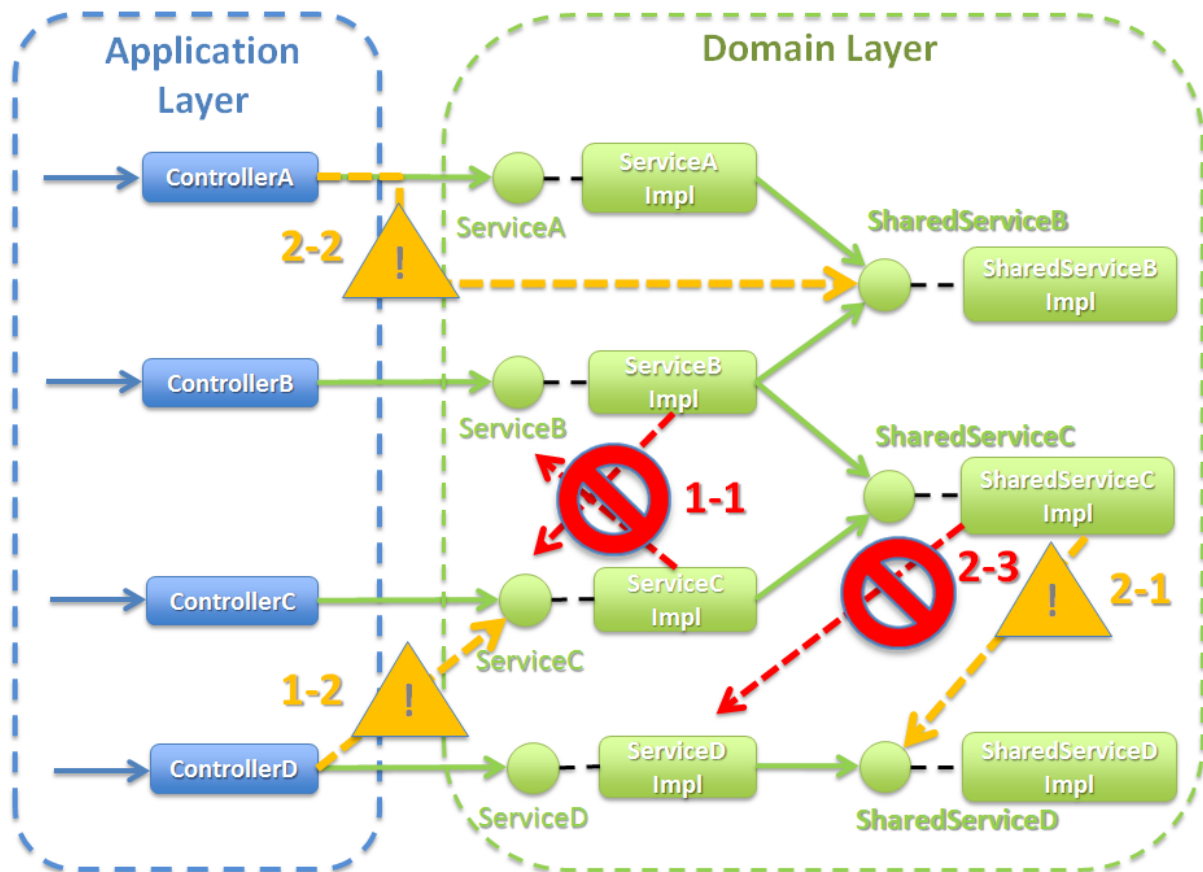 Application
Layer
Domain Layer
ControllerA
ServiceA
Impl
ServiceA
SharedServiceB
2-2
!
SharedServiceB
Impl
ControllerB
ServiceB
Impl
ServiceB
SharedServiceC
1-1
SharedServiceC
Impl
2-3
2-1
!
ControllerC
ServiceC
Impl
ServiceC
1-2
!
ControllerD
ServiceD
Impl
SharedServiceD
Impl
ServiceD
SharedServiceD